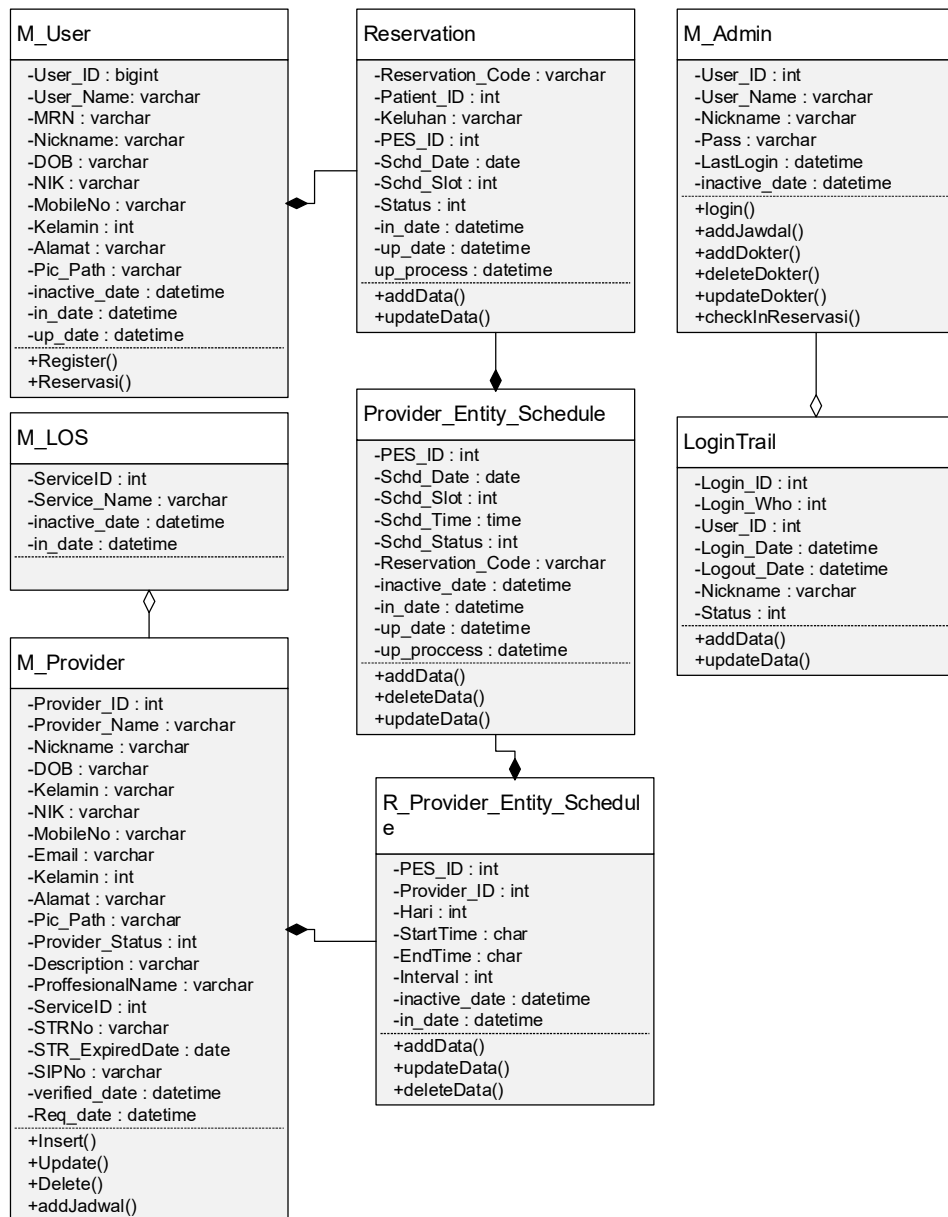 M_User
-User_ID : bigint
-User_Name: varchar
-MRN : varchar
-Nickname: varchar
-DOB : varchar
-NIK : varchar
-MobileNo : varchar
-Kelamin : int
-Alamat : varchar
-Pic_Path : varchar
-inactive_date : datetime
-in_date : datetime
-up_date : datetime
+Register()
+Reservasi()
Reservation
-Reservation_Code : varchar
-Patient_ID : int
-Keluhan : varchar
-PES_ID : int
-Schd_Date : date
-Schd_Slot : int
-Status : int
-in_date : datetime
-up_date : datetime
up_process : datetime
+addData()
+updateData()
M_Admin
-User_ID : int
-User_Name : varchar
-Nickname : varchar
-Pass : varchar
-LastLogin : datetime
-inactive_date : datetime
+login()
+addJawdal()
+addDokter()
+deleteDokter()
+updateDokter()
+checkInReservasi()
M_LOS
-ServiceID : int
-Service_Name : varchar
-inactive_date : datetime
-in_date : datetime
Provider_Entity_Schedule
-PES_ID : int
-Schd_Date : date
-Schd_Slot : int
-Schd_Time : time
-Schd_Status : int
-Reservation_Code : varchar
-inactive_date : datetime
-in_date : datetime
-up_date : datetime
-up_proccess : datetime
+addData()
+deleteData()
+updateData()
LoginTrail
-Login_ID : int
-Login_Who : int
-User_ID : int
-Login_Date : datetime
-Logout_Date : datetime
-Nickname : varchar
-Status : int
+addData()
+updateData()
M_Provider
-Provider_ID : int
-Provider_Name : varchar
-Nickname : varchar
-DOB : varchar
-Kelamin : varchar
-NIK : varchar
-MobileNo : varchar
-Email : varchar
-Kelamin : int
-Alamat : varchar
-Pic_Path : varchar
-Provider_Status : int
-Description : varchar
-ProffesionalName : varchar
-ServiceID : int
-STRNo : varchar
-STR_ExpiredDate : date
-SIPNo : varchar
-verified_date : datetime
-Req_date : datetime
+Insert()
+Update()
+Delete()
+addJadwal()
R_Provider_Entity_Schedul
e
-PES_ID : int
-Provider_ID : int
-Hari : int
-StartTime : char
-EndTime : char
-Interval : int
-inactive_date : datetime
-in_date : datetime
+addData()
+updateData()
+deleteData()